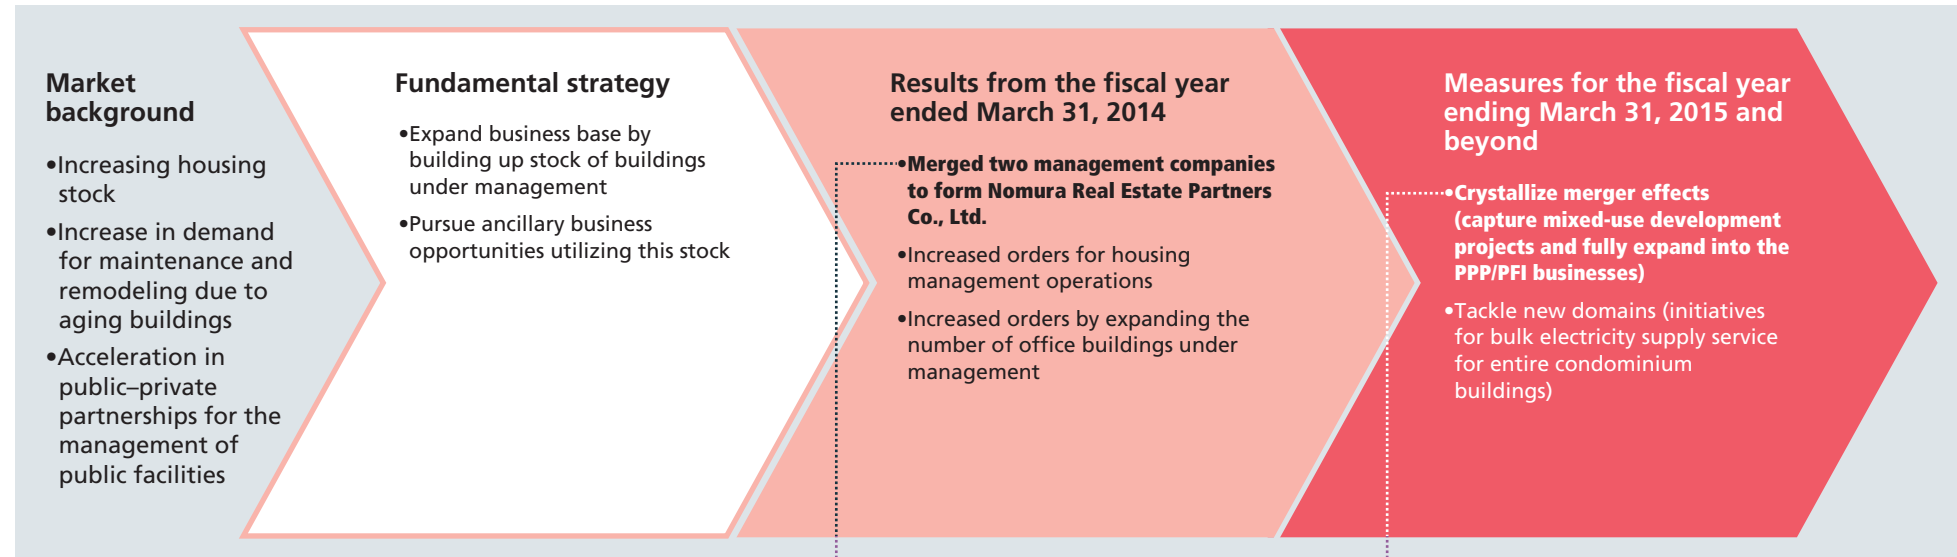 Market
background
•Increasing housing
stock
•Increase in demand
for maintenance and
remodeling due to
aging buildings
•Acceleration in
public–private
partnerships for the
management of
public facilities
Fundamental strategy
•Expand business base by
building up stock of buildings
under management
•Pursue ancillary business
opportunities utilizing this stock
Results from the fiscal year
ended March 31, 2014
•Merged two management companies
to form Nomura Real Estate Partners
Co., Ltd.
•Increased orders for housing
management operations
•Increased orders by expanding the
number of office buildings under
management
Measures for the fiscal year
ending March 31, 2015 and
beyond
•Crystallize merger effects
(capture mixed-use development
projects and fully expand into the
PPP/PFI businesses)
•Tackle new domains (initiatives
for bulk electricity supply service
for entire condominium
buildings)